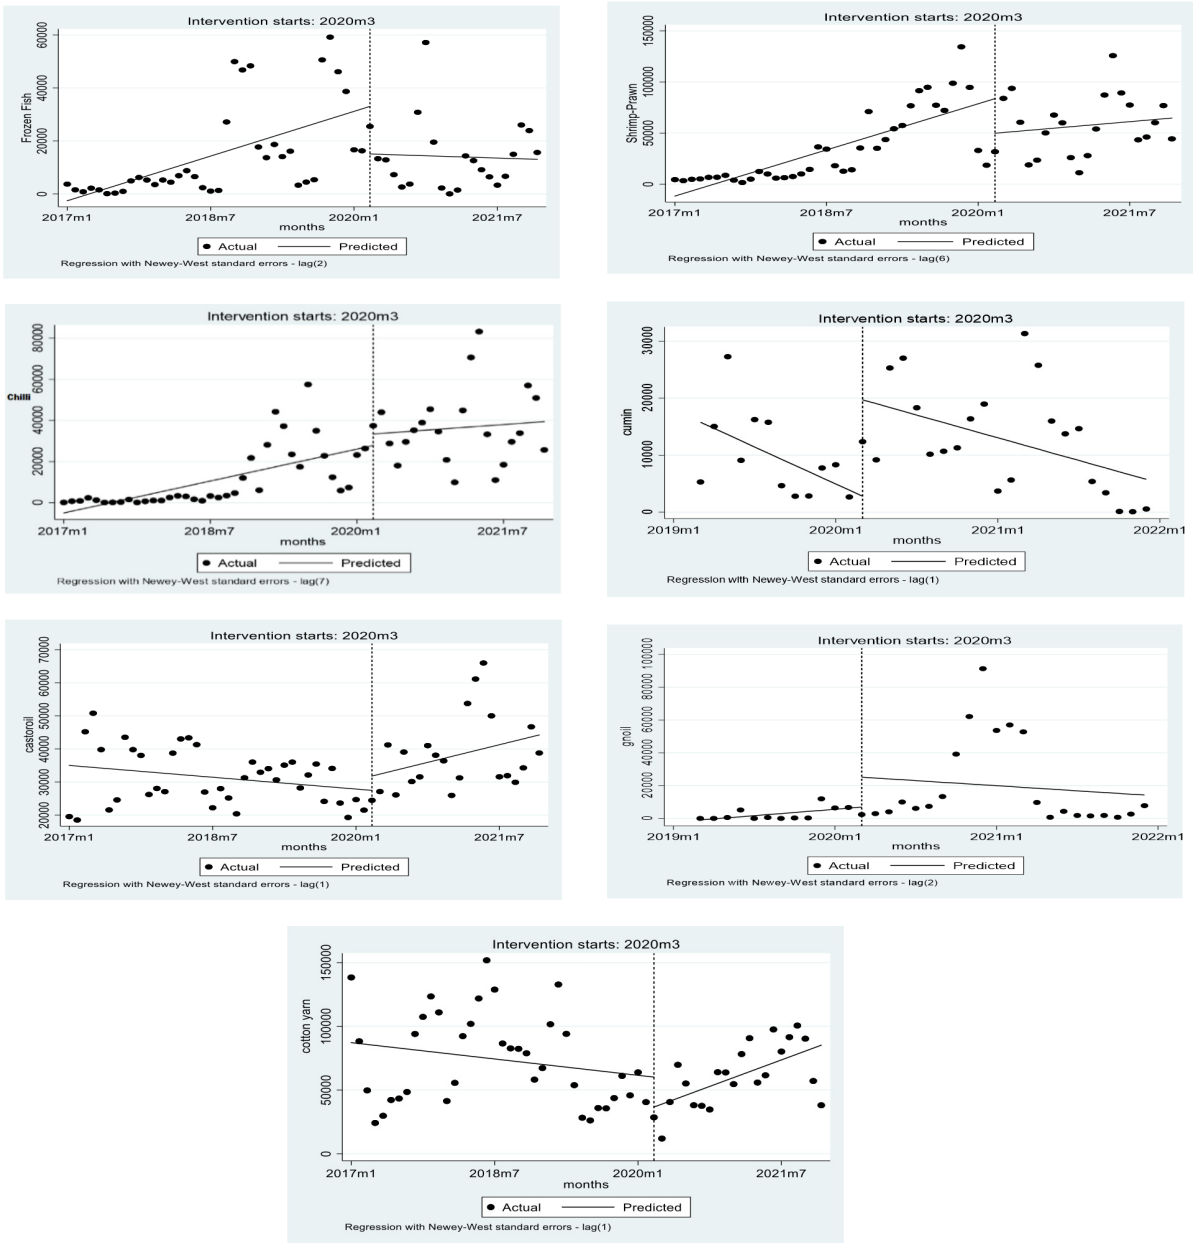 Intervention starts: 2020m3
Frozen Fish
60000
40000
20000
0
2017m1 2018m7 2020m1 2021m7
months
Actual Predicted
Regression with Newey-West standard errors - lag(2)
Intervention starts: 2020m3
Shrimp-Prawn
150000
100000
50000
0
2017m1 2018m7 2020m1 2021m7
months
Actual Predicted
Regression with Newey-West standard errors - lag(6)
Intervention starts: 2020m3
Chilli
80000
60000
40000
20000
0
2017m1 2018m7 2020m1 2021m7
months
Actual Predicted
Regression with Newey-West standard errors - lag(7)
Intervention starts: 2020m3
cumin
30000
20000
10000
0
2019m1 2020m1 2021m1 2022m1
months
Actual Predicted
Regression with Newey-West standard errors - lag(1)
Intervention starts: 2020m3
castoroil
70000
60000
50000
40000
30000
20000
2017m1 2018m7 2020m1 2021m7
months
Actual Predicted
Regression with Newey-West standard errors - lag(1)
Intervention starts: 2020m3
gnoil
100000
80000
60000
40000
20000
0
2019m1 2020m1 2021m1 2022m1
months
Actual Predicted
Regression with Newey-West standard errors - lag(2)
Intervention starts: 2020m3
cotton yarn
150000
100000
50000
0
2017m1 2018m7 2020m1 2021m7
months
Actual Predicted
Regression with Newey-West standard errors - lag(1)